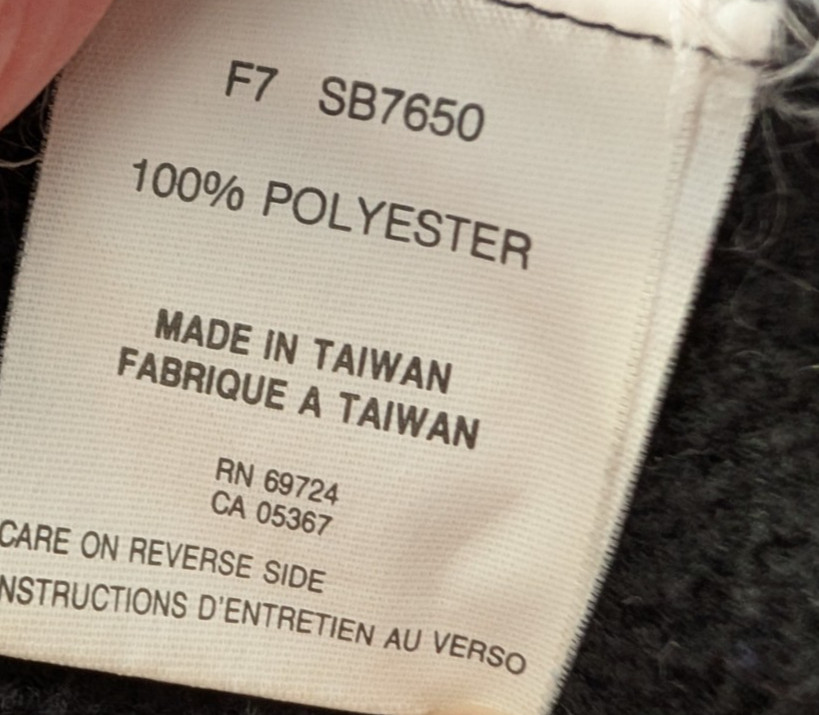 F7 SB7650
100% POLYESTER
MADE IN TAIWAN
FABRIQUE A TAIWAN
RN 69724
CA 05367
CARE ON REVERSE SIDE
NSTRUCTIONS D'ENTRETIEN AU VERSO